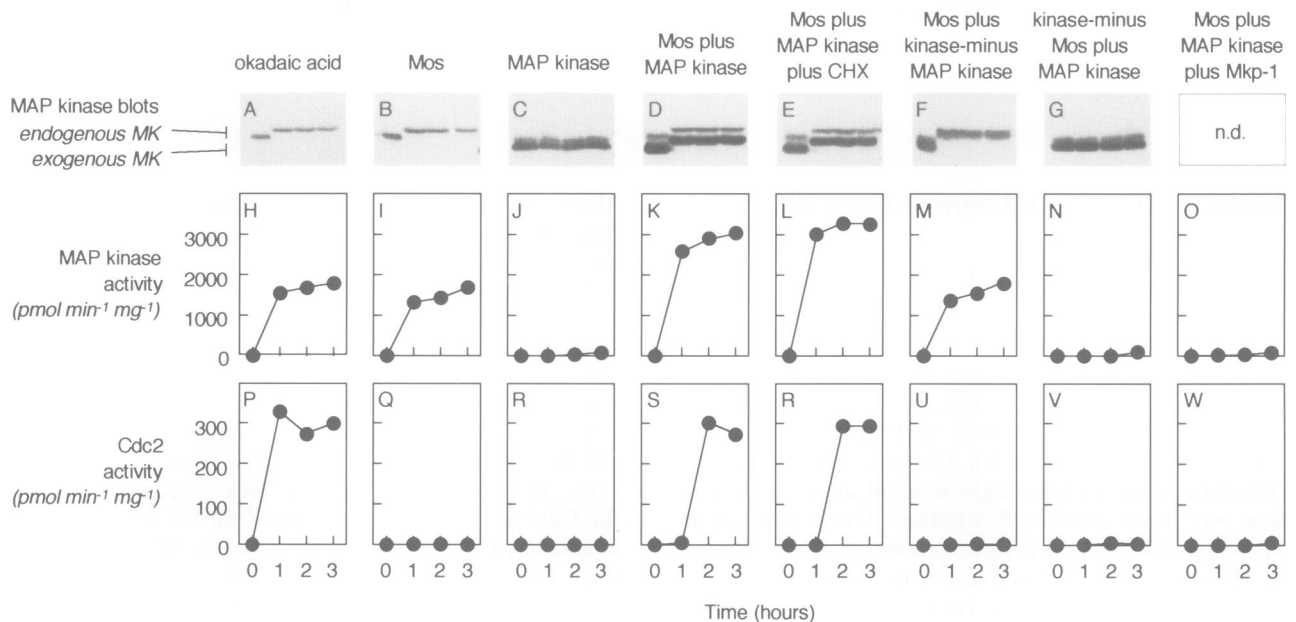 okadaic acid
Mos
MAP kinase
Mos plus
MAP kinase
Mos plus
MAP kinase
plus CHX
Mos plus
kinase-minus
MAP kinase
kinase-minus
Mos plus
MAP kinase
Mos plus
MAP kinase
plus Mkp-1
MAP kinase blots
endogenous MK
exogenous MK
A
B
C
D
E
F
G
n.d.
MAP kinase
activity
(pmol min-1 mg-1)
3000
2000
1000
0
H
I
J
K
L
M
N
O
Cdc2
activity
(pmol min-1 mg-1)
300
200
100
0
P
Q
R
S
R
U
V
W
0 1 2 3
0 1 2 3
0 1 2 3
0 1 2 3
0 1 2 3
0 1 2 3
0 1 2 3
0 1 2 3
Time (hours)